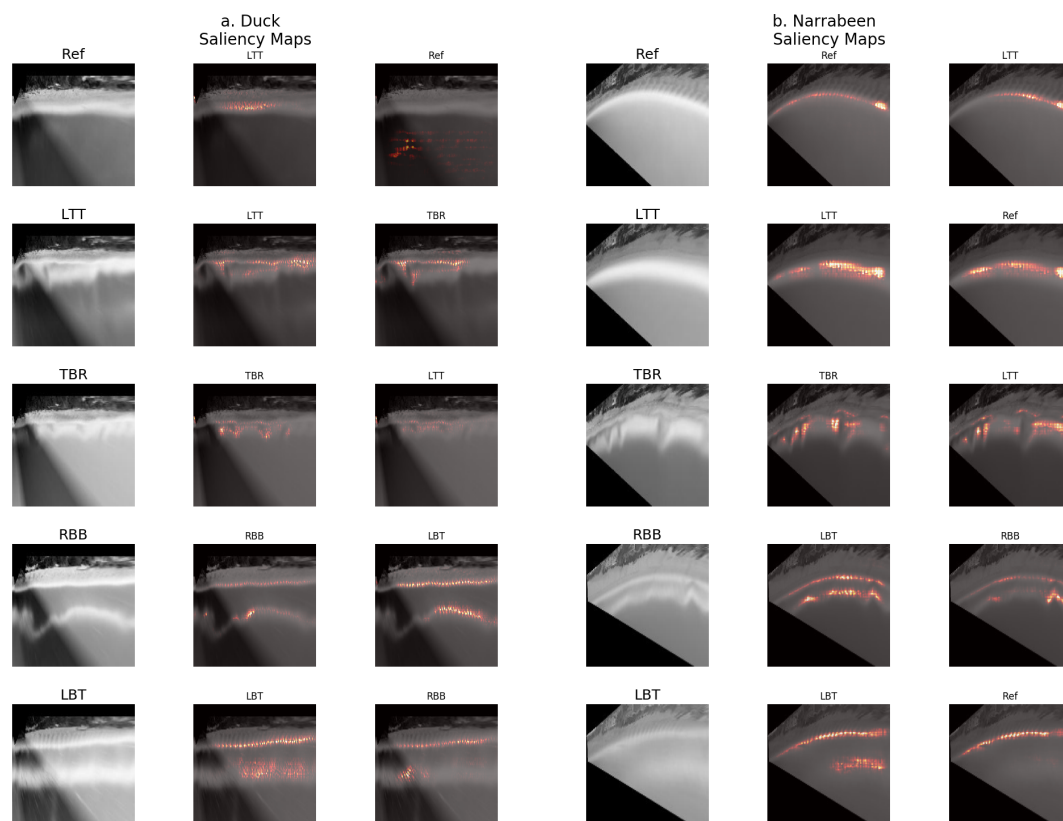 a. Duck
Saliency Maps
b. Narrabeen
Saliency Maps
Ref
LTT
Ref
Ref
Ref
LTT
LTT
LTT
TBR
LTT
LTT
Ref
TBR
TBR
LTT
TBR
TBR
LTT
RBB
RBB
LBT
RBB
LBT
RBB
LBT
LBT
RBB
LBT
LBT
Ref